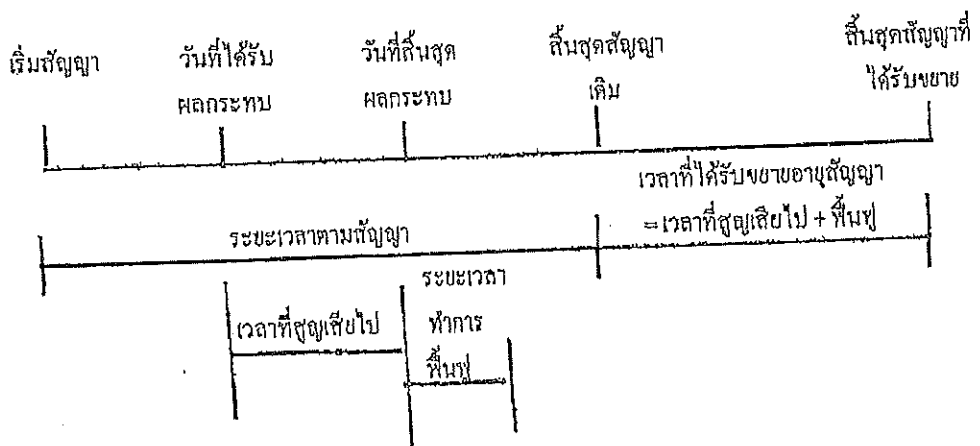 เริ่มสัญญา
วันที่ได้รับ
ผลกระทบ
วันที่สิ้นสุด
ผลกระทบ
สิ้นสุดสัญญา
เดิม
สิ้นสุดสัญญาที่
ได้รับขยาย
ระยะเวลาตามสัญญา
เวลาที่ได้รับขยายอายุสัญญา
=เวลาที่สูญเสียไป + ฟื้นฟู
เวลาที่สูญเสียไป
ระยะเวลา
ทำการ
ฟื้นฟู